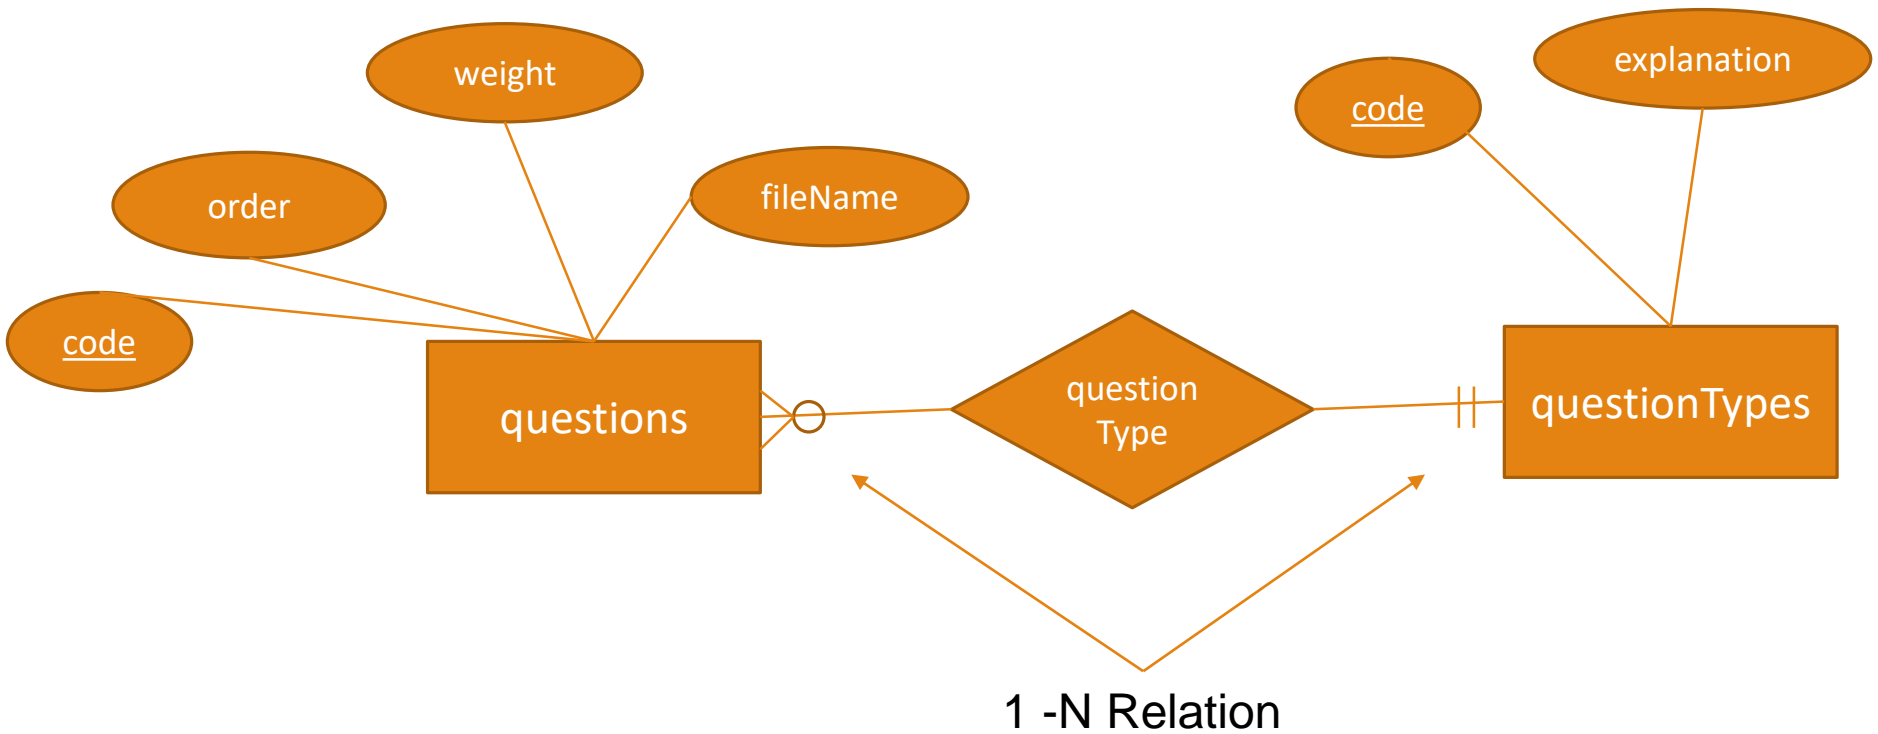 explanation
weight
code
fileName
order
code
question
Type
questions
questionTypes
1 -N Relation